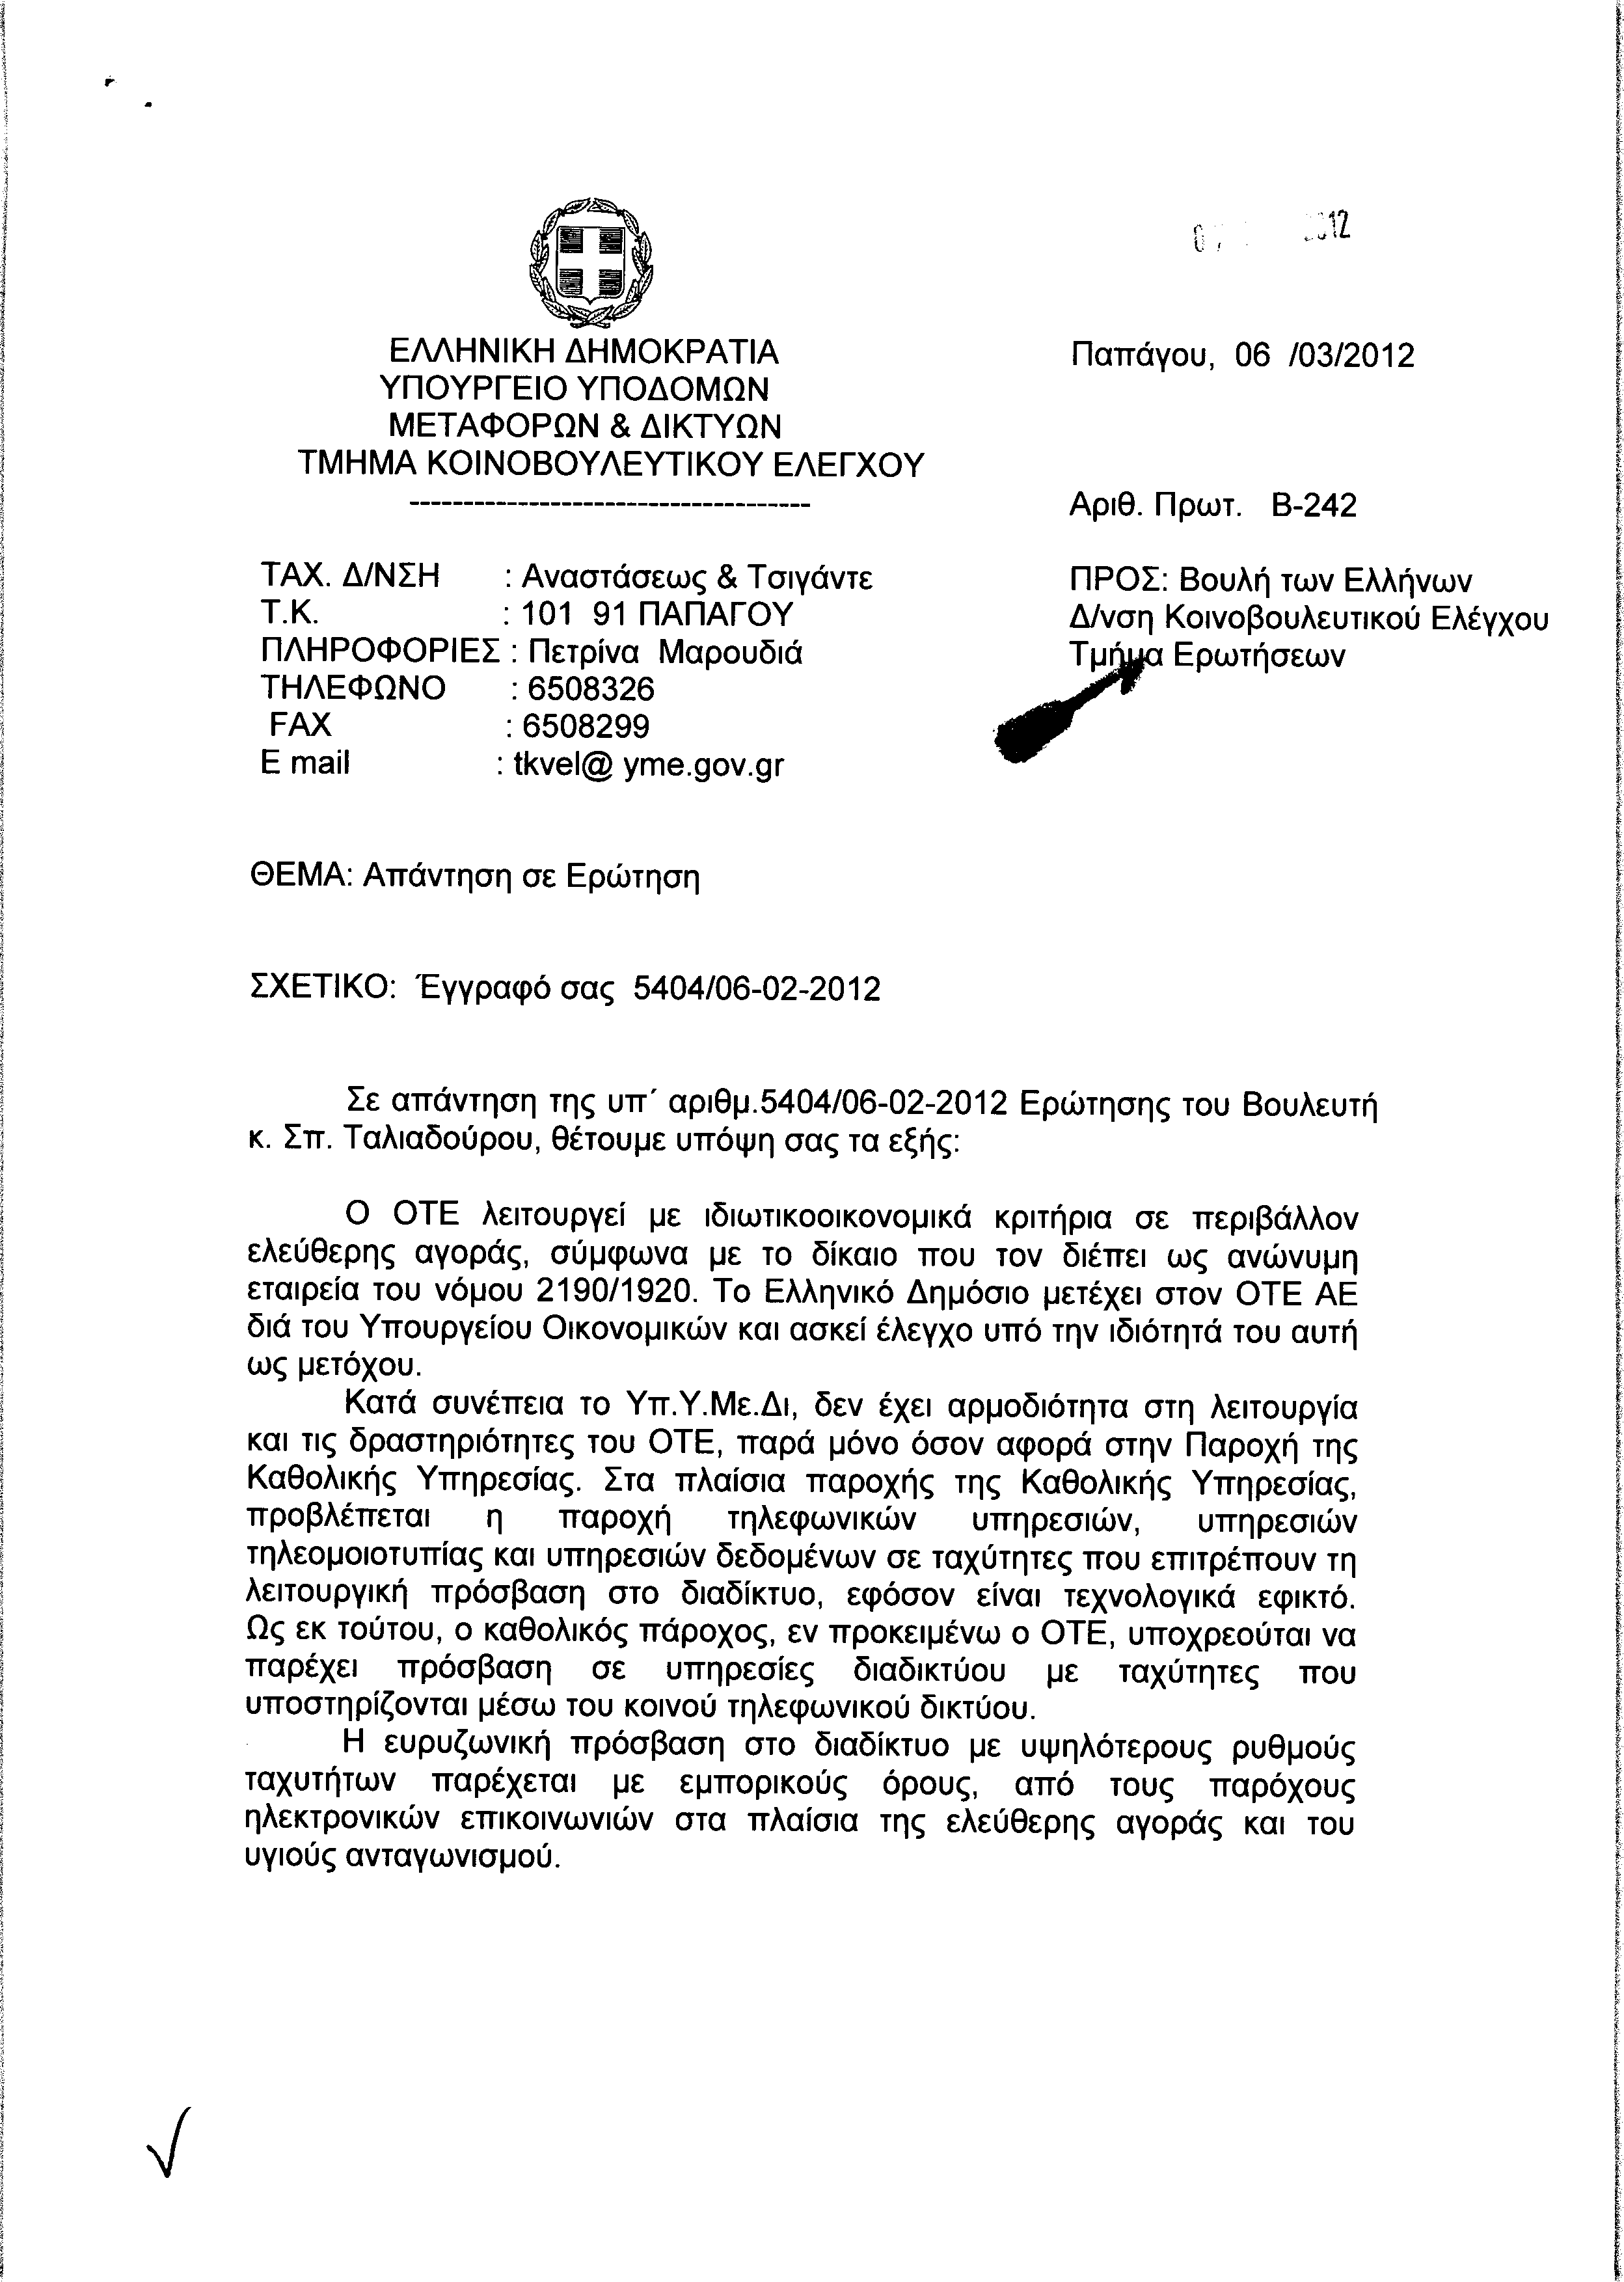 ΕΛΛΗΝΙΚΗ ΔΗΜΟΚΡΑΤΙΑ
ΥΠΟΥΡΓΕΙΟ ΥΠΟΔΟΜΩΝ
ΜΕΤΑΦΟΡΩΝ & ΔΙΚΤΥΩΝ
ΤΜΗΜΑ ΚΟΙΝΟΒΟΥΛΕΥΤΙΚΟΥ ΕΛΕΓΧΟΥ
-------------------------------------
Παπάγου, 06 /03/2012
Αριθ. Πρωτ. Β-242
ΤΑΧ. Δ/ΝΣΗ : Αναστάσεως & Τσιγάντε
Τ.Κ. : 101 91 ΠΑΠΑΓΟΥ
ΠΛΗΡΟΦΟΡΙΕΣ : Πετρίνα Μαρουδιά
ΤΗΛΕΦΩΝΟ : 6508326
FAX : 6508299
E mail : tkvel@ yme.gov.gr
ΠΡΟΣ: Βουλή των Ελλήνων
Δ/νση Κοινοβουλευτικού Ελέγχου
Τμήμα Ερωτήσεων
ΘΕΜΑ: Απάντηση σε Ερώτηση
ΣΧΕΤΙΚΟ: Έγγραφό σας 5404/06-02-2012
Σε απάντηση της υπ΄ αριθμ.5404/06-02-2012 Ερώτησης του Βουλευτή
κ. Σπ. Ταλιαδούρου, θέτουμε υπόψη σας τα εξής:
Ο ΟΤΕ λειτουργεί με ιδιωτικοοικονομικά κριτήρια σε περιβάλλον
ελεύθερης αγοράς, σύμφωνα με το δίκαιο που τον διέπει ως ανώνυμη
εταιρεία του νόμου 2190/1920. Το Ελληνικό Δημόσιο μετέχει στον ΟΤΕ ΑΕ
διά του Υπουργείου Οικονομικών και ασκεί έλεγχο υπό την ιδιότητά του αυτή
ως μετόχου.
Κατά συνέπεια το Υπ.Υ.Με.Δι, δεν έχει αρμοδιότητα στη λειτουργία
και τις δραστηριότητες του ΟΤΕ, παρά μόνο όσον αφορά στην Παροχή της
Καθολικής Υπηρεσίας. Στα πλαίσια παροχής της Καθολικής Υπηρεσίας,
προβλέπεται η παροχή τηλεφωνικών υπηρεσιών, υπηρεσιών
τηλεομοιοτυπίας και υπηρεσιών δεδομένων σε ταχύτητες που επιτρέπουν τη
λειτουργική πρόσβαση στο διαδίκτυο, εφόσον είναι τεχνολογικά εφικτό.
Ως εκ τούτου, ο καθολικός πάροχος, εν προκειμένω ο ΟΤΕ, υποχρεούται να
παρέχει πρόσβαση σε υπηρεσίες διαδικτύου με ταχύτητες που
υποστηρίζονται μέσω του κοινού τηλεφωνικού δικτύου.
Η ευρυζωνική πρόσβαση στο διαδίκτυο με υψηλότερους ρυθμούς
ταχυτήτων παρέχεται με εμπορικούς όρους, από τους παρόχους
ηλεκτρονικών επικοινωνιών στα πλαίσια της ελεύθερης αγοράς και του
υγιούς ανταγωνισμού.